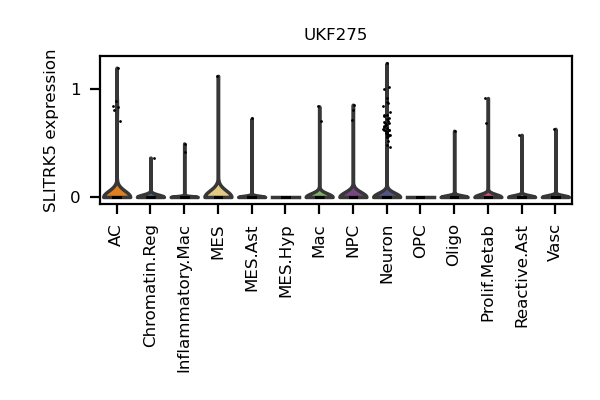 UKF275
SLITRK5 expression
1
0
AC
Chromatin.Reg
Inflammatory.Mac
MES
MES.Ast
MES.Hyp
Mac
NPC
Neuron
OPC
Oligo
Prolif.Metab
Reactive.Ast
Vasc